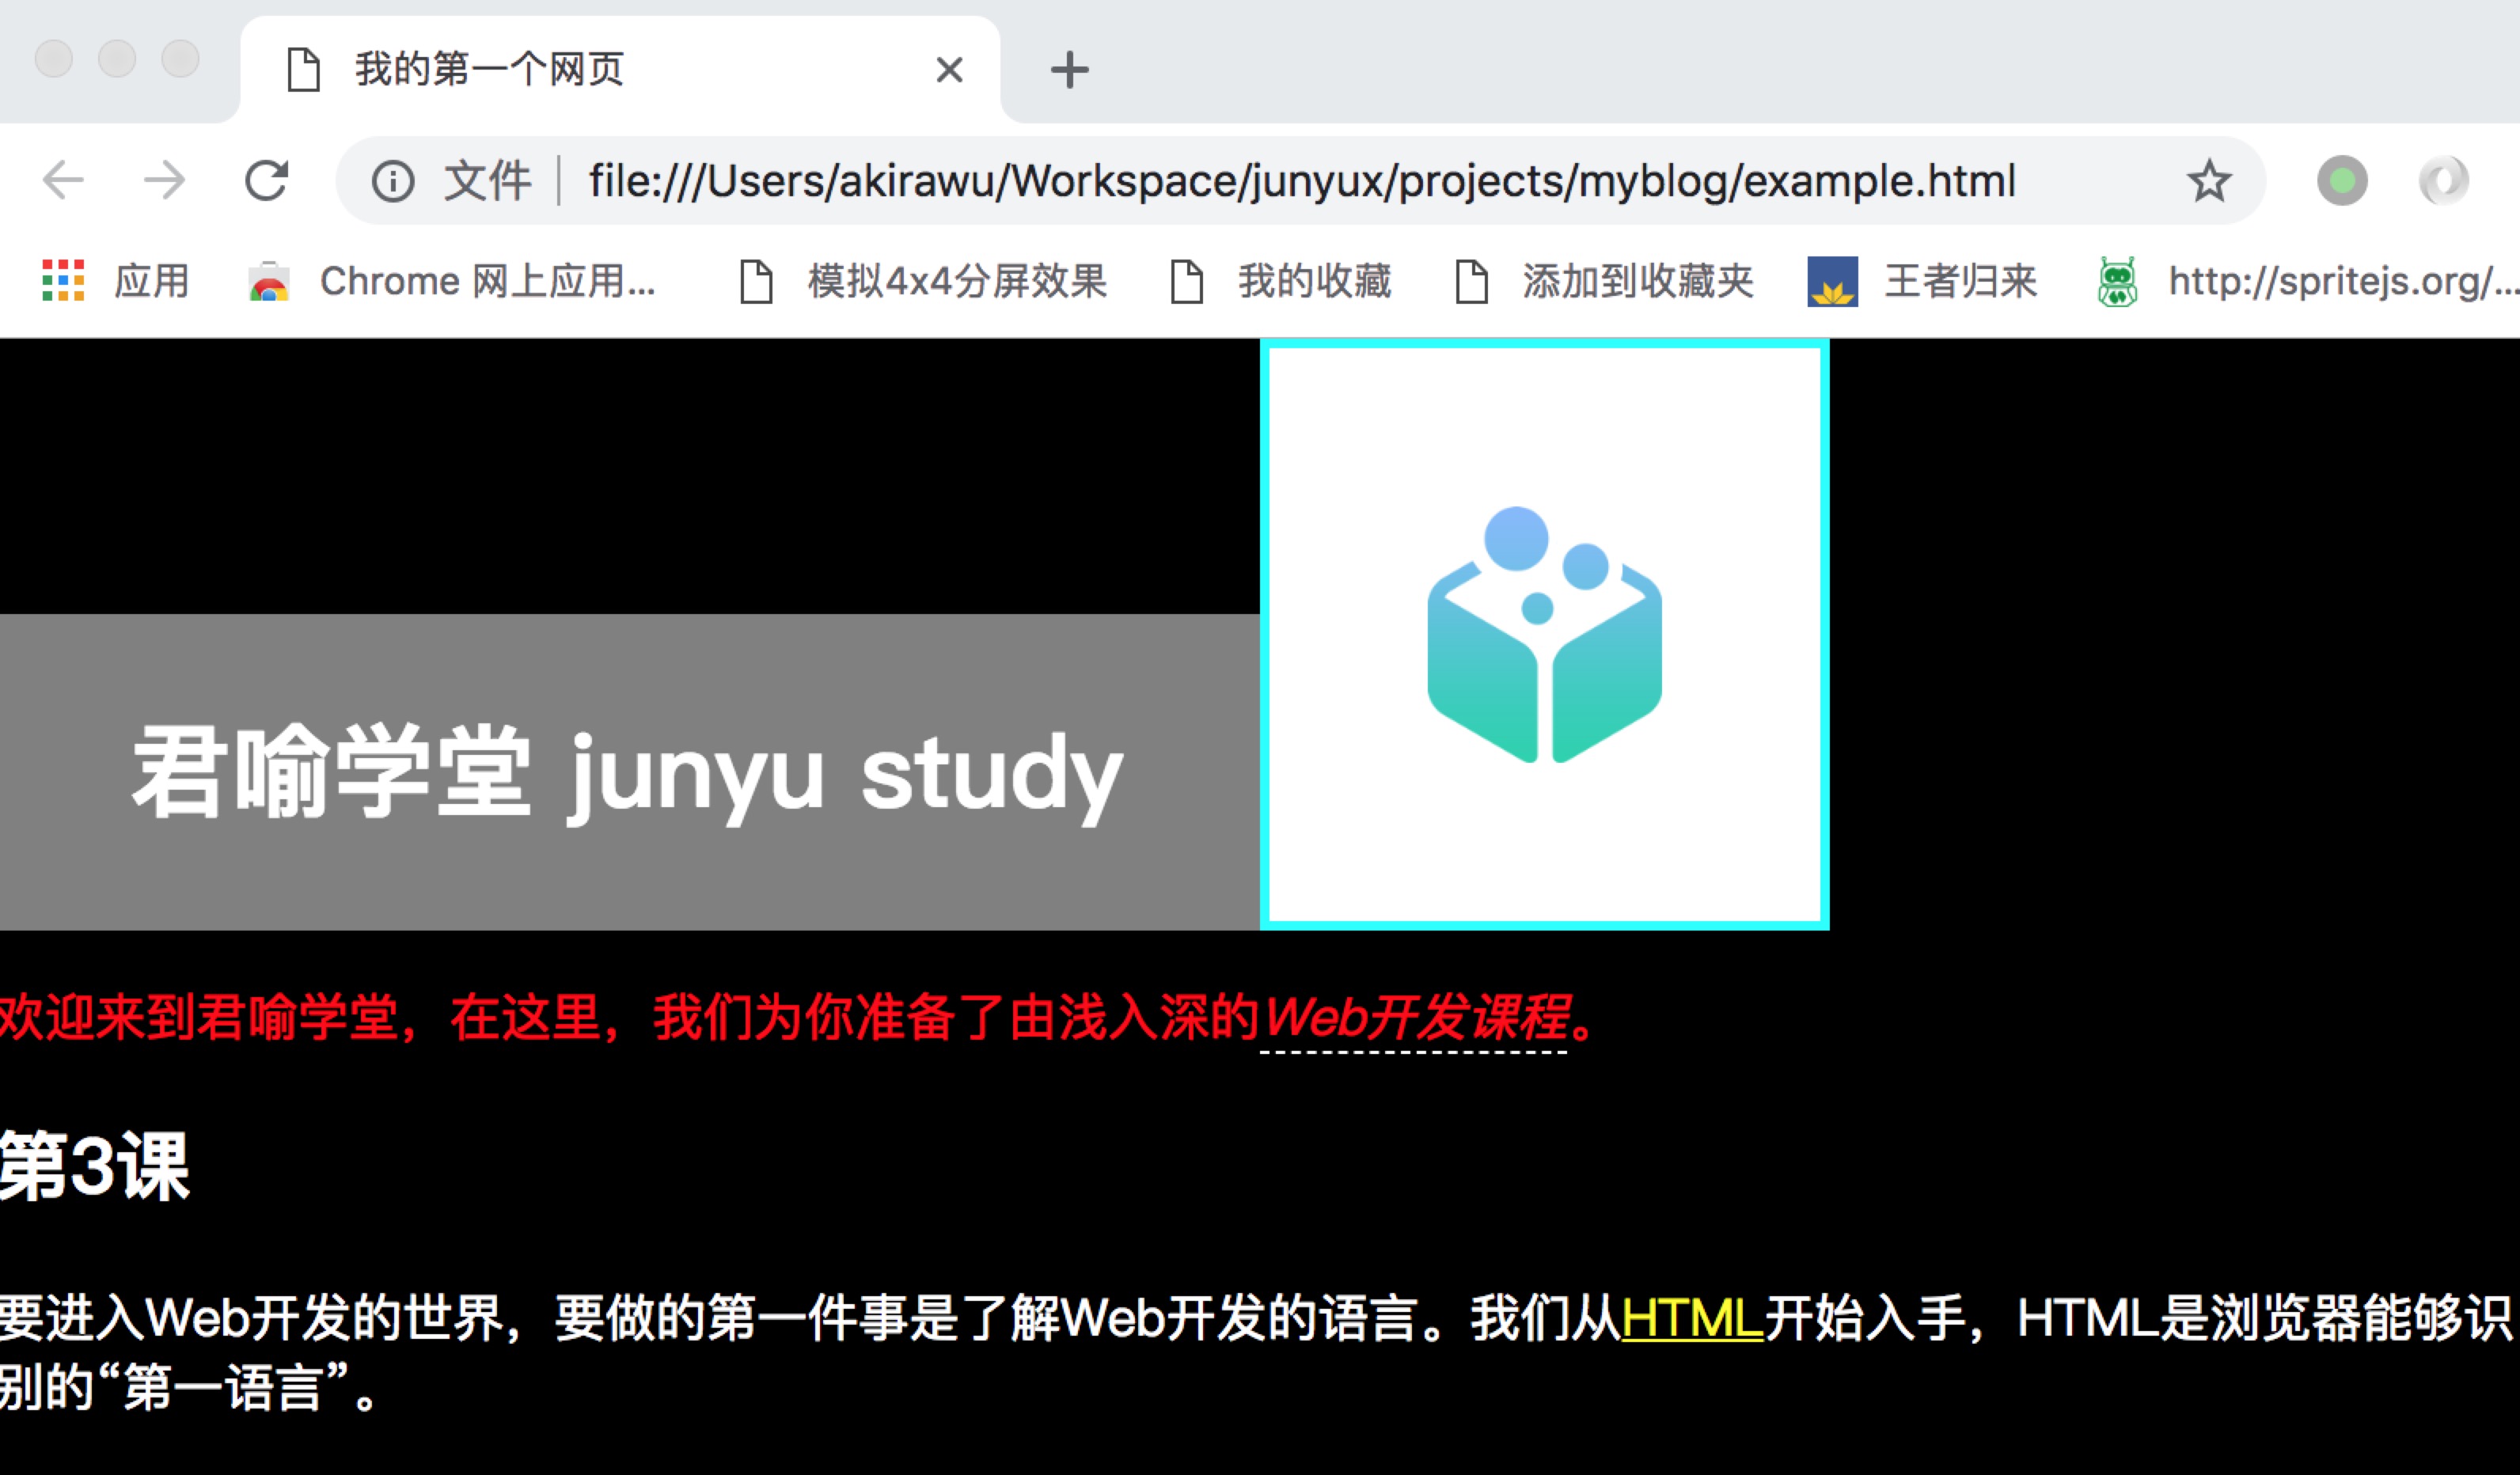 我的第一个网页
文件 file:///Users/akirawu/Workspace/junyux/projects/myblog/example.html
应用 Chrome 网上应用... 模拟4x4分屏效果 我的收藏 添加到收藏夹 王者归来 http://spritejs.org/...
君喻学堂 junyu study
欢迎来到君喻学堂，在这里，我们为你准备了由浅入深的Web开发课程。
第3课
要进入Web开发的世界，要做的第一件事是了解Web开发的语言。我们从HTML开始入手，HTML是浏览器能够识
别的“第一语言”。